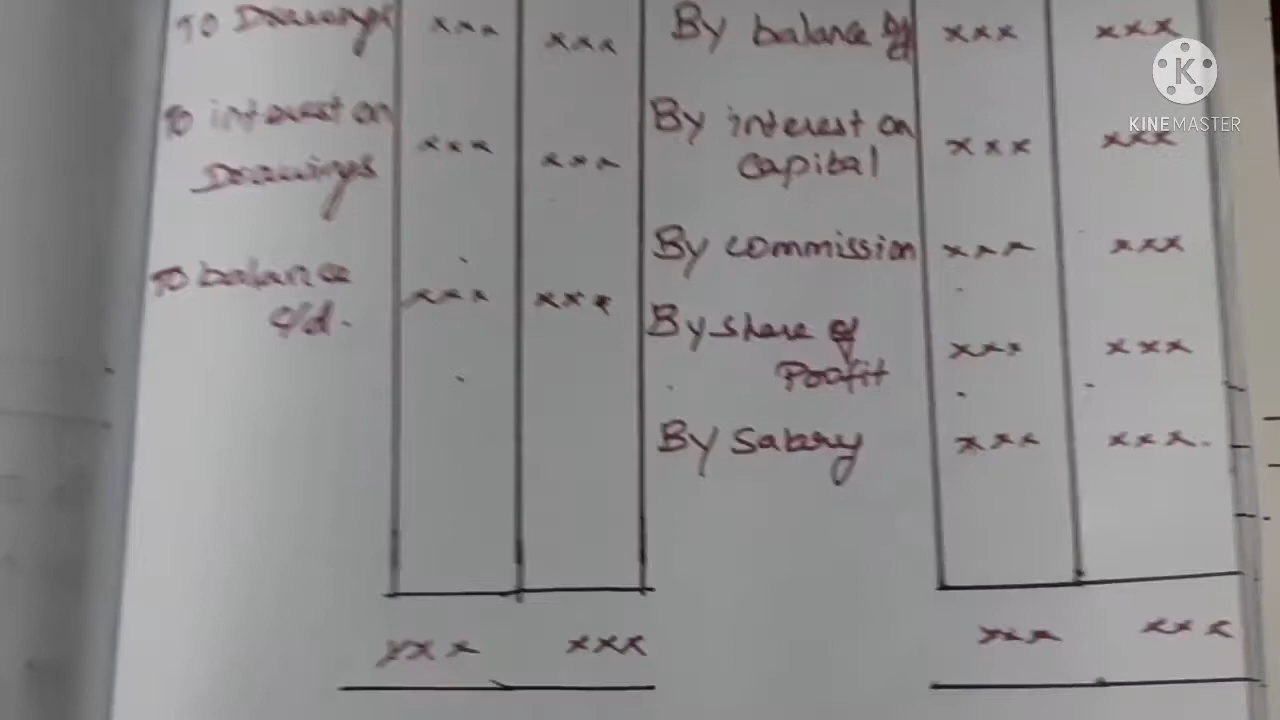 To Drawings xxx xxx By balance b/d xxx xxx
To interest on
Drawings xxx xxx
By interest on
capital xxx xxx
By commission xxx xxx
To balance
c/d. xxx xxx
By share of
Profit xxx xxx
By Salary xxx xxx.
xxx xxx xxx xxx
K
KINEMASTER